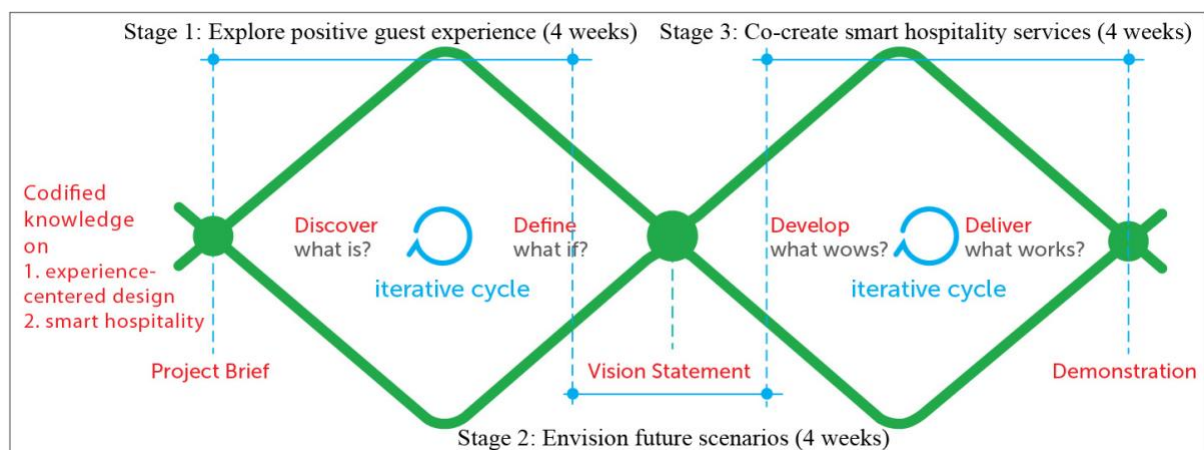 Stage 1: Explore positive guest experience (4 weeks)
Stage 3: Co-create smart hospitality services (4 weeks)
Codified
knowledge
on
1. experience-
centered design
2. smart hospitality
Discover
what is?
Define
what if?
iterative cycle
Develop
what wows?
Deliver
what works?
iterative cycle
Project Brief
Vision Statement
Demonstration
Stage 2: Envision future scenarios (4 weeks)